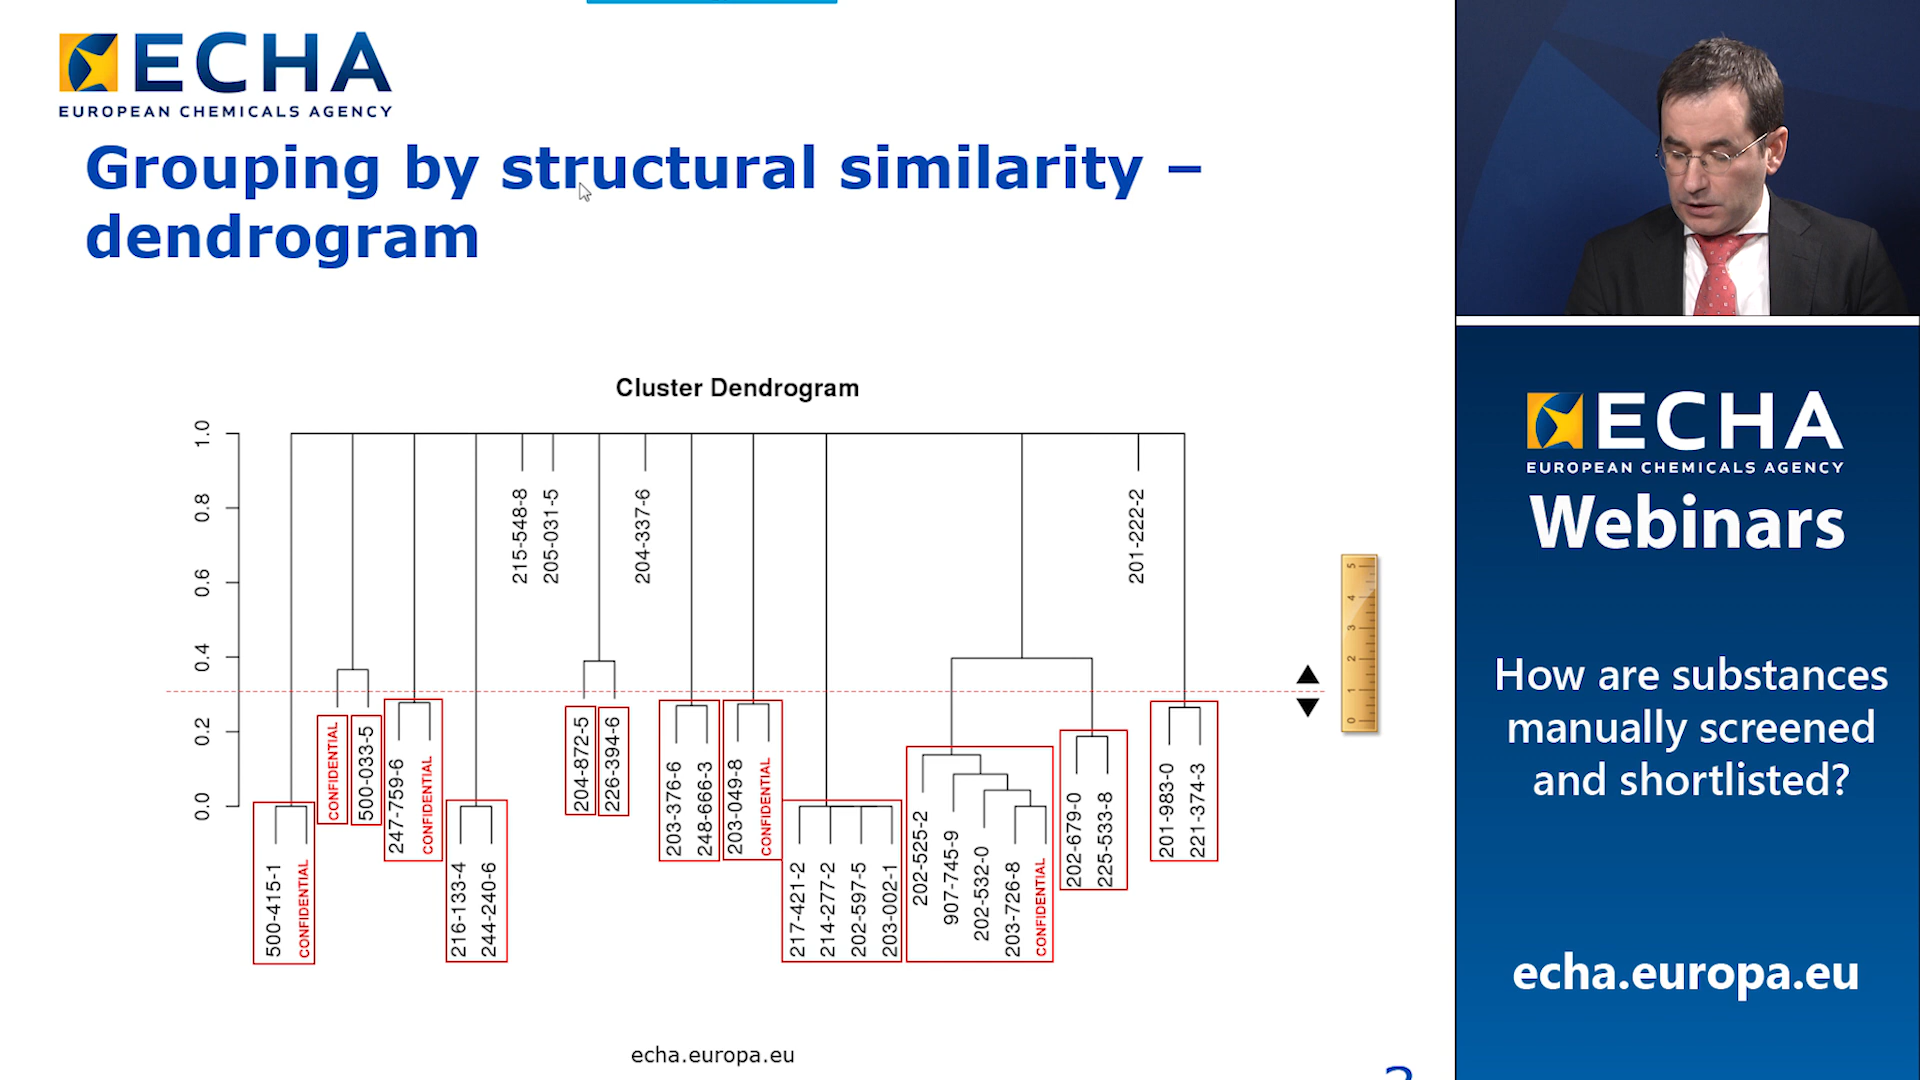 ECHA
EUROPEAN CHEMICALS AGENCY
Grouping by structural similarity –
dendrogram
Cluster Dendrogram
1.0
0.8
0.6
0.4
0.2
0.0
500-415-1
CONFIDENTIAL
CONFIDENTIAL
500-033-5
247-759-6
CONFIDENTIAL
216-133-4
244-240-6
215-548-8
205-031-5
204-872-5
226-394-6
204-337-6
203-376-6
248-666-3
203-049-8
CONFIDENTIAL
217-421-2
214-277-2
202-597-5
203-002-1
202-525-2
907-745-9
202-532-0
203-726-8
CONFIDENTIAL
202-679-0
225-533-8
201-222-2
201-983-0
221-374-3
5
4
3
2
1
0
echa.europa.eu
ECHA
EUROPEAN CHEMICALS AGENCY
Webinars
How are substances
manually screened
and shortlisted?
echa.europa.eu